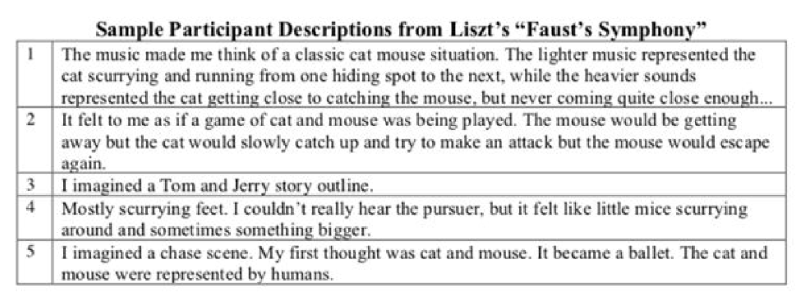 Sample Participant Descriptions from Liszt's "Faust's Symphony"
1 The music made me think of a classic cat mouse situation. The lighter music represented the
cat scurrying and running from one hiding spot to the next, while the heavier sounds
represented the cat getting close to catching the mouse, but never coming quite close enough...
2 It felt to me as if a game of cat and mouse was being played. The mouse would be getting
away but the cat would slowly catch up and try to make an attack but the mouse would escape
again.
3 I imagined a Tom and Jerry story outline.
4 Mostly scurrying feet. I couldn't really hear the pursuer, but it felt like little mice scurrying
around and sometimes something bigger.
5 I imagined a chase scene. My first thought was cat and mouse. It became a ballet. The cat and
mouse were represented by humans.